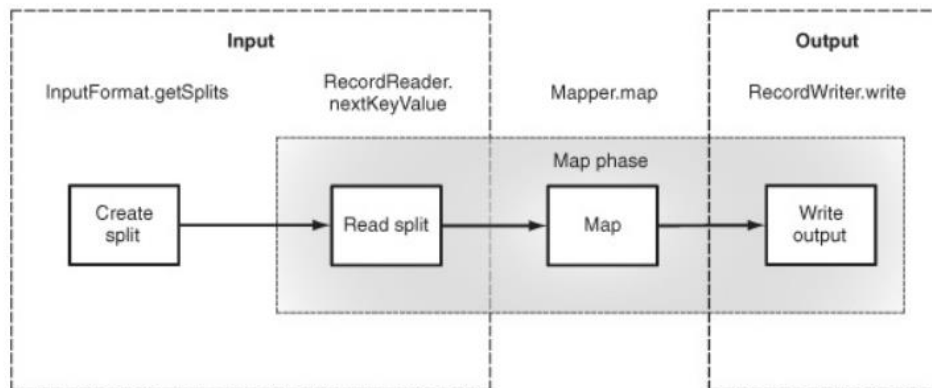 Input
Output
InputFormat.getSplits
RecordReader.
nextKeyValue
Mapper.map
RecordWriter.write
Map phase
Create
split
Read split
Map
Write
output